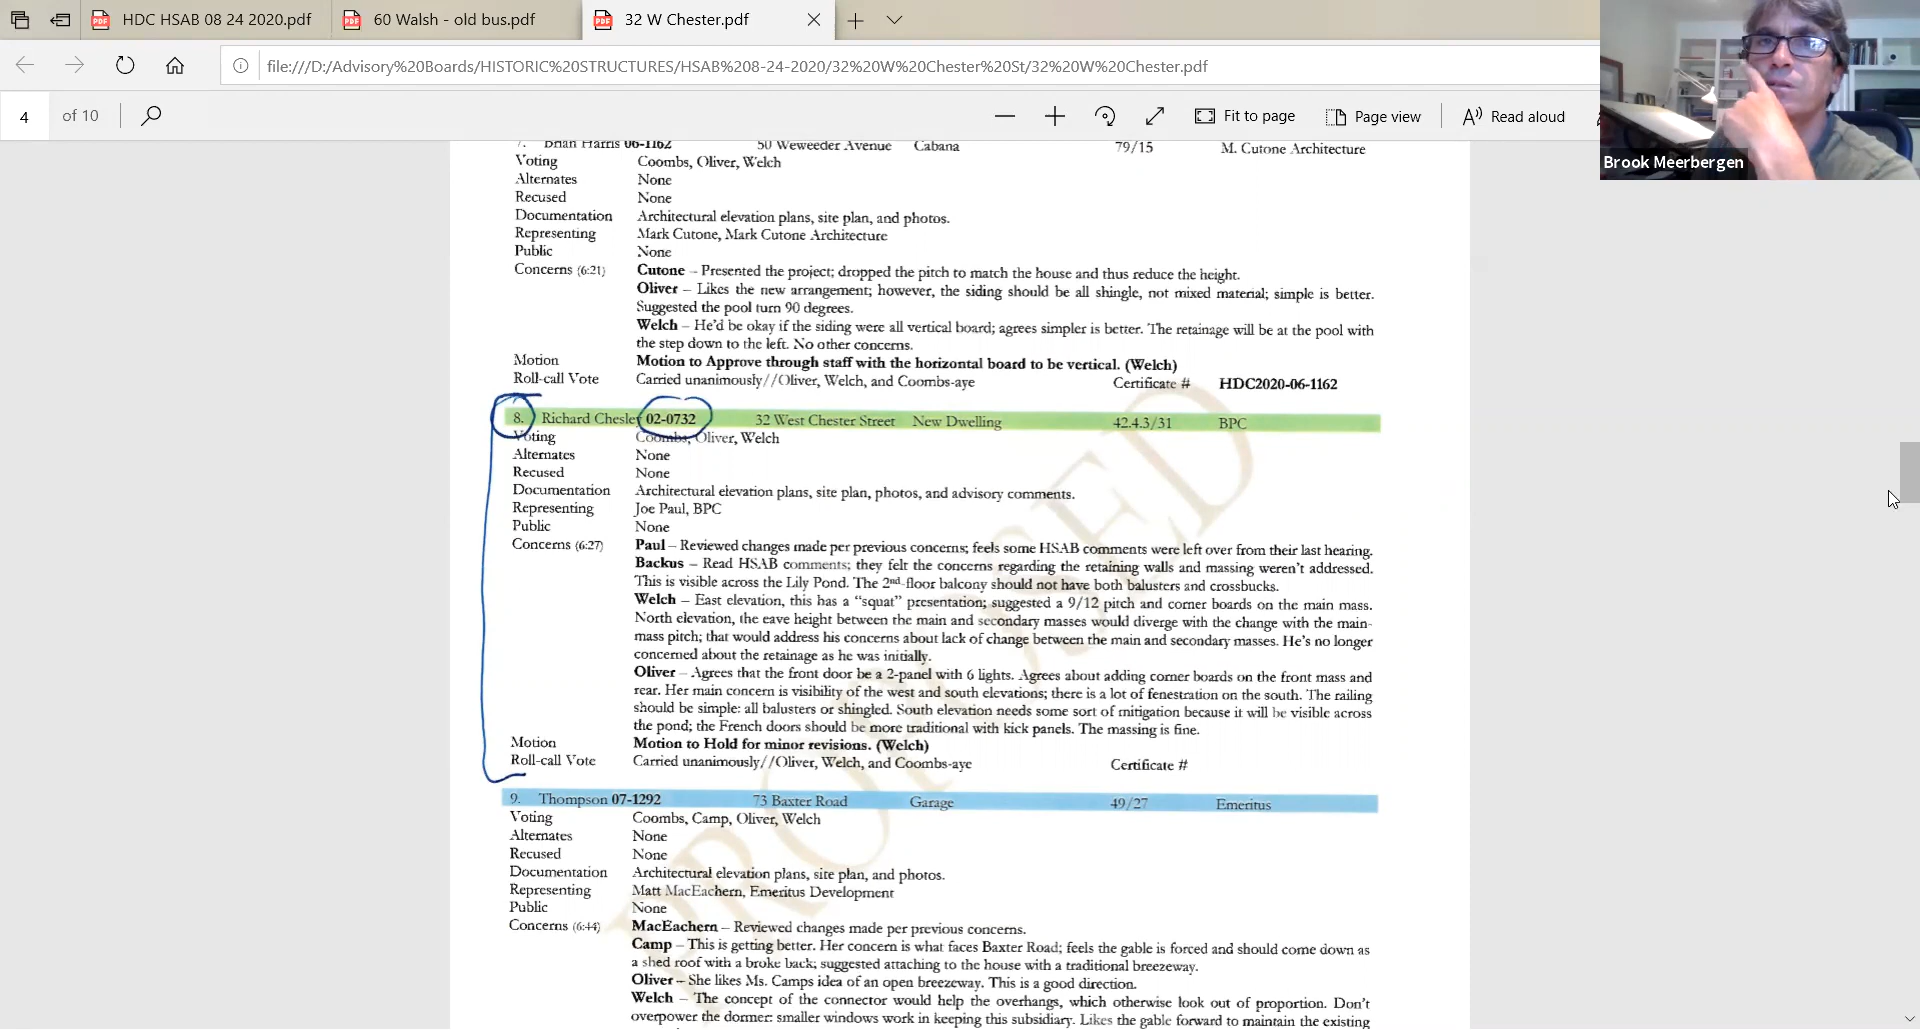 HDC HSAB 08 24 2020.pdf
60 Walsh - old bus.pdf
32 W Chester.pdf
file:///D:/Advisory%20Boards/HISTORIC%20STRUCTURES/HSAB%208-24-2020/32%20W%20Chester%20St/32%20W%20Chester.pdf
4 of 10
Fit to page
Page view
Read aloud
Brook Meerbergen
7. Brian Harris 06-1162 50 Weweeder Avenue Cabana 79/15 M. Cutone Architecture
Voting Coombs, Oliver, Welch
Alternates None
Recused None
Documentation Architectural elevation plans, site plan, and photos.
Representing Mark Cutone, Mark Cutone Architecture
Public None
Concerns (6:21) Cutone – Presented the project; dropped the pitch to match the house and thus reduce the height.
Oliver – Likes the new arrangement; however, the siding should be all shingle, not mixed material; simple is better.
Suggested the pool turn 90 degrees.
Welch – He'd be okay if the siding were all vertical board; agrees simpler is better. The retainage will be at the pool with
the step down to the left. No other concerns.
Motion Motion to Approve through staff with the horizontal board to be vertical. (Welch)
Roll-call Vote Carried unanimously//Oliver, Welch, and Coombs-aye Certificate # HDC2020-06-1162
8. Richard Chesley 02-0732 32 West Chester Street New Dwelling 42.4.3/31 BPC
Voting Coombs, Oliver, Welch
Alternates None
Recused None
Documentation Architectural elevation plans, site plan, photos, and advisory comments.
Representing Joe Paul, BPC
Public None
Concerns (6:27) Paul – Reviewed changes made per previous concerns; feels some HSAB comments were left over from their last hearing.
Backus – Read HSAB comments; they felt the concerns regarding the retaining walls and massing weren't addressed.
This is visible across the Lily Pond. The 2nd-floor balcony should not have both balusters and crossbucks.
Welch – East elevation, this has a "squat" presentation; suggested a 9/12 pitch and corner boards on the main mass.
North elevation, the eave height between the main and secondary masses would diverge with the change with the main-
mass pitch; that would address his concerns about lack of change between the main and secondary masses. He's no longer
concerned about the retainage as he was initially.
Oliver – Agrees that the front door be a 2-panel with 6 lights. Agrees about adding corner boards on the front mass and
rear. Her main concern is visibility of the west and south elevations; there is a lot of fenestration on the south. The railing
should be simple: all balusters or shingled. South elevation needs some sort of mitigation because it will be visible across
the pond; the French doors should be more traditional with kick panels. The massing is fine.
Motion Motion to Hold for minor revisions. (Welch)
Roll-call Vote Carried unanimously//Oliver, Welch, and Coombs-aye Certificate #
9. Thompson 07-1292 73 Baxter Road Garage 49/27 Emeritus
Voting Coombs, Camp, Oliver, Welch
Alternates None
Recused None
Documentation Architectural elevation plans, site plan, and photos.
Representing Matt MacEachern, Emeritus Development
Public None
Concerns (6:44) MacEachern – Reviewed changes made per previous concerns.
Camp – This is getting better. Her concern is what faces Baxter Road; feels the gable is forced and should come down as
a shed roof with a broke back; suggested attaching to the house with a traditional breezeway.
Oliver – She likes Ms. Camps idea of an open breezeway. This is a good direction.
Welch – The concept of the connector would help the overhangs, which otherwise look out of proportion. Don't
overpower the dormer: smaller windows work in keeping this subsidiary. Likes the gable forward to maintain the existing
PROPOSED